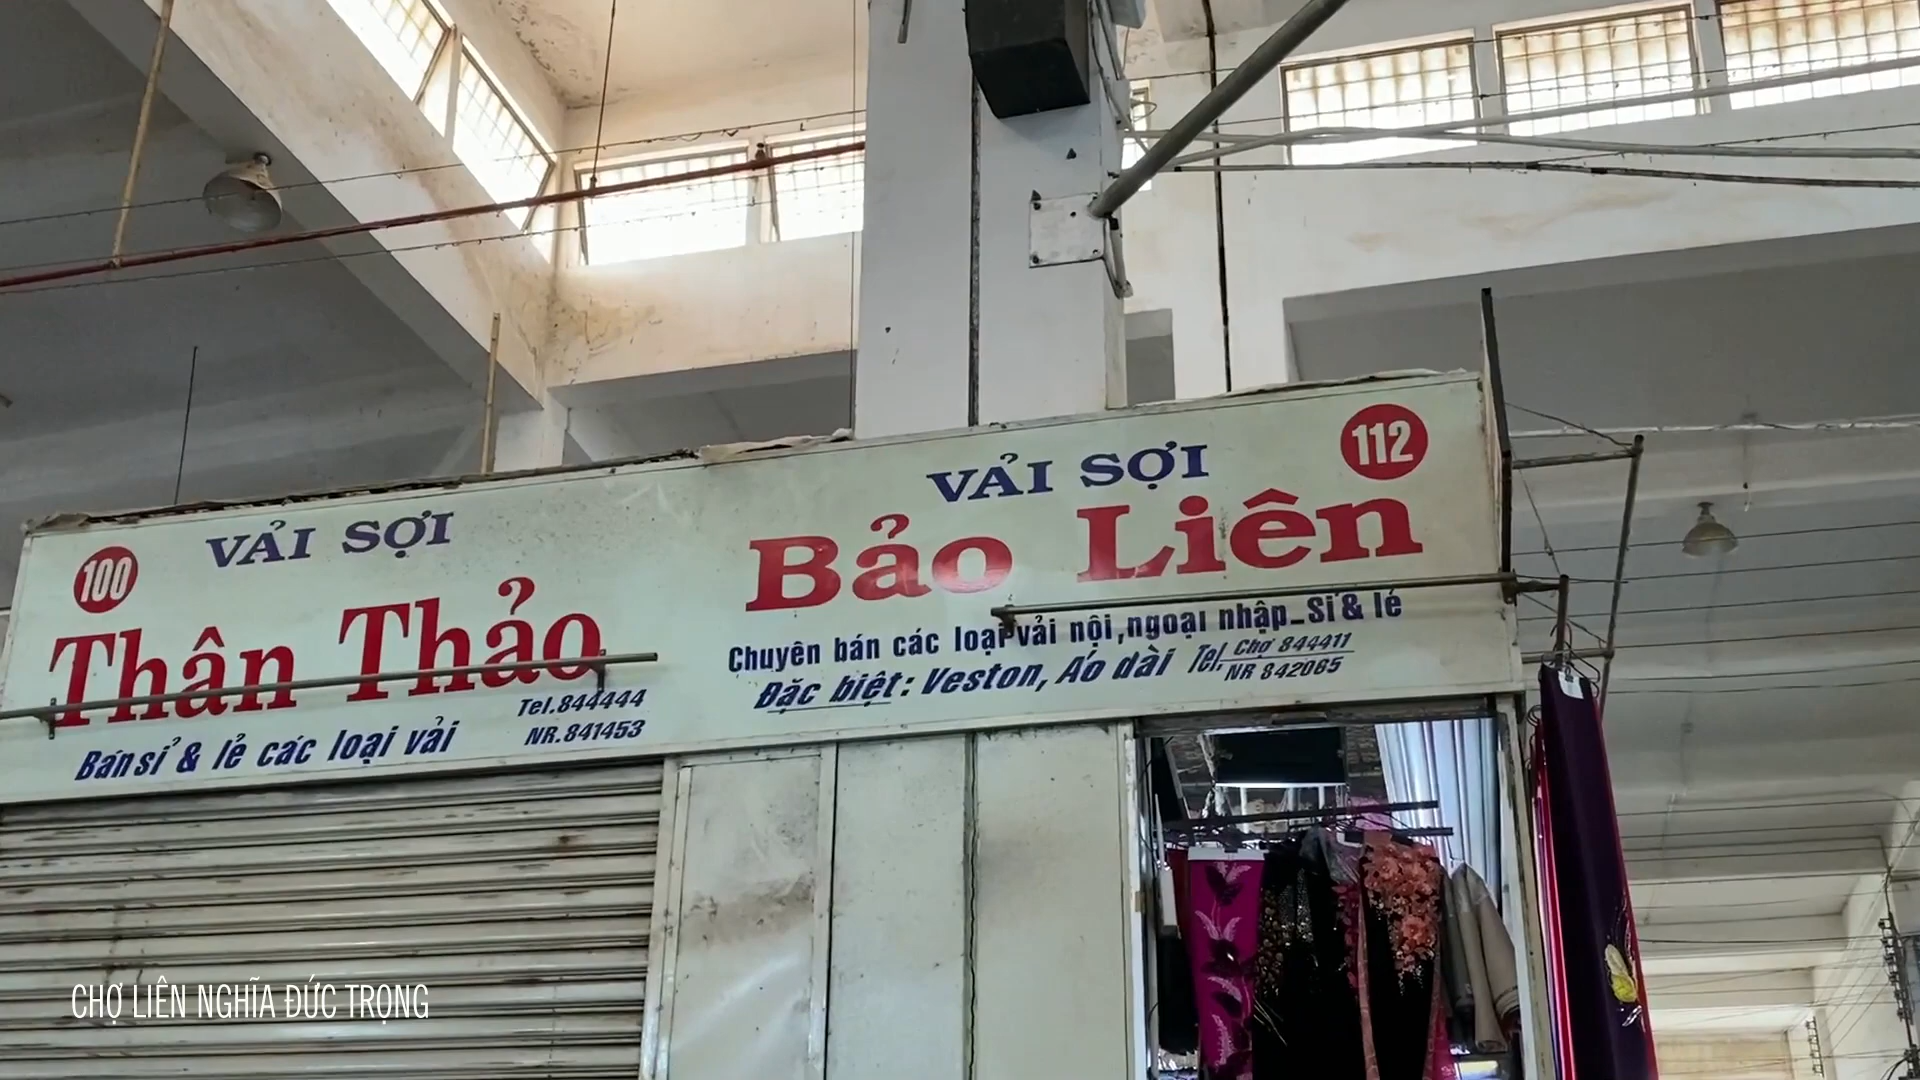 100
VẢI SỢI
Thân Thảo
Tel.844444
NR.841453
Bán sỉ & lẻ các loại vải
112
VẢI SỢI
Bảo Liên
Chuyên bán các loại vải nội, ngoại nhập_Sỉ & lẻ
Đặc biệt: Veston, Áo dài Tel. Chợ 844411
NR 842065
CHỢ LIÊN NGHĨA ĐỨC TRỌNG